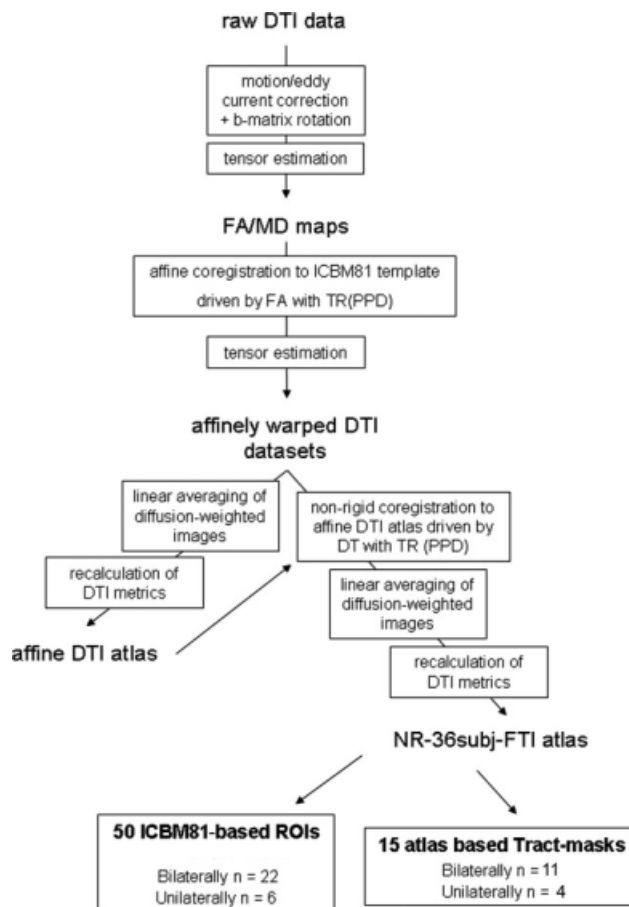 raw DTI data
motion/eddy
current correction
+ b-matrix rotation
tensor estimation
FA/MD maps
affine coregistration to ICBM81 template
driven by FA with TR(PPD)
tensor estimation
affinely warped DTI
datasets
linear averaging of
diffusion-weighted
images
recalculation of
DTI metrics
affine DTI atlas
non-rigid coregistration to
affine DTI atlas driven by
DT with TR (PPD)
linear averaging of
diffusion-weighted
images
recalculation of
DTI metrics
NR-36subj-FTI atlas
50 ICBM81-based ROIs
Bilaterally n = 22
Unilaterally n = 6
15 atlas based Tract-masks
Bilaterally n = 11
Unilaterally n = 4